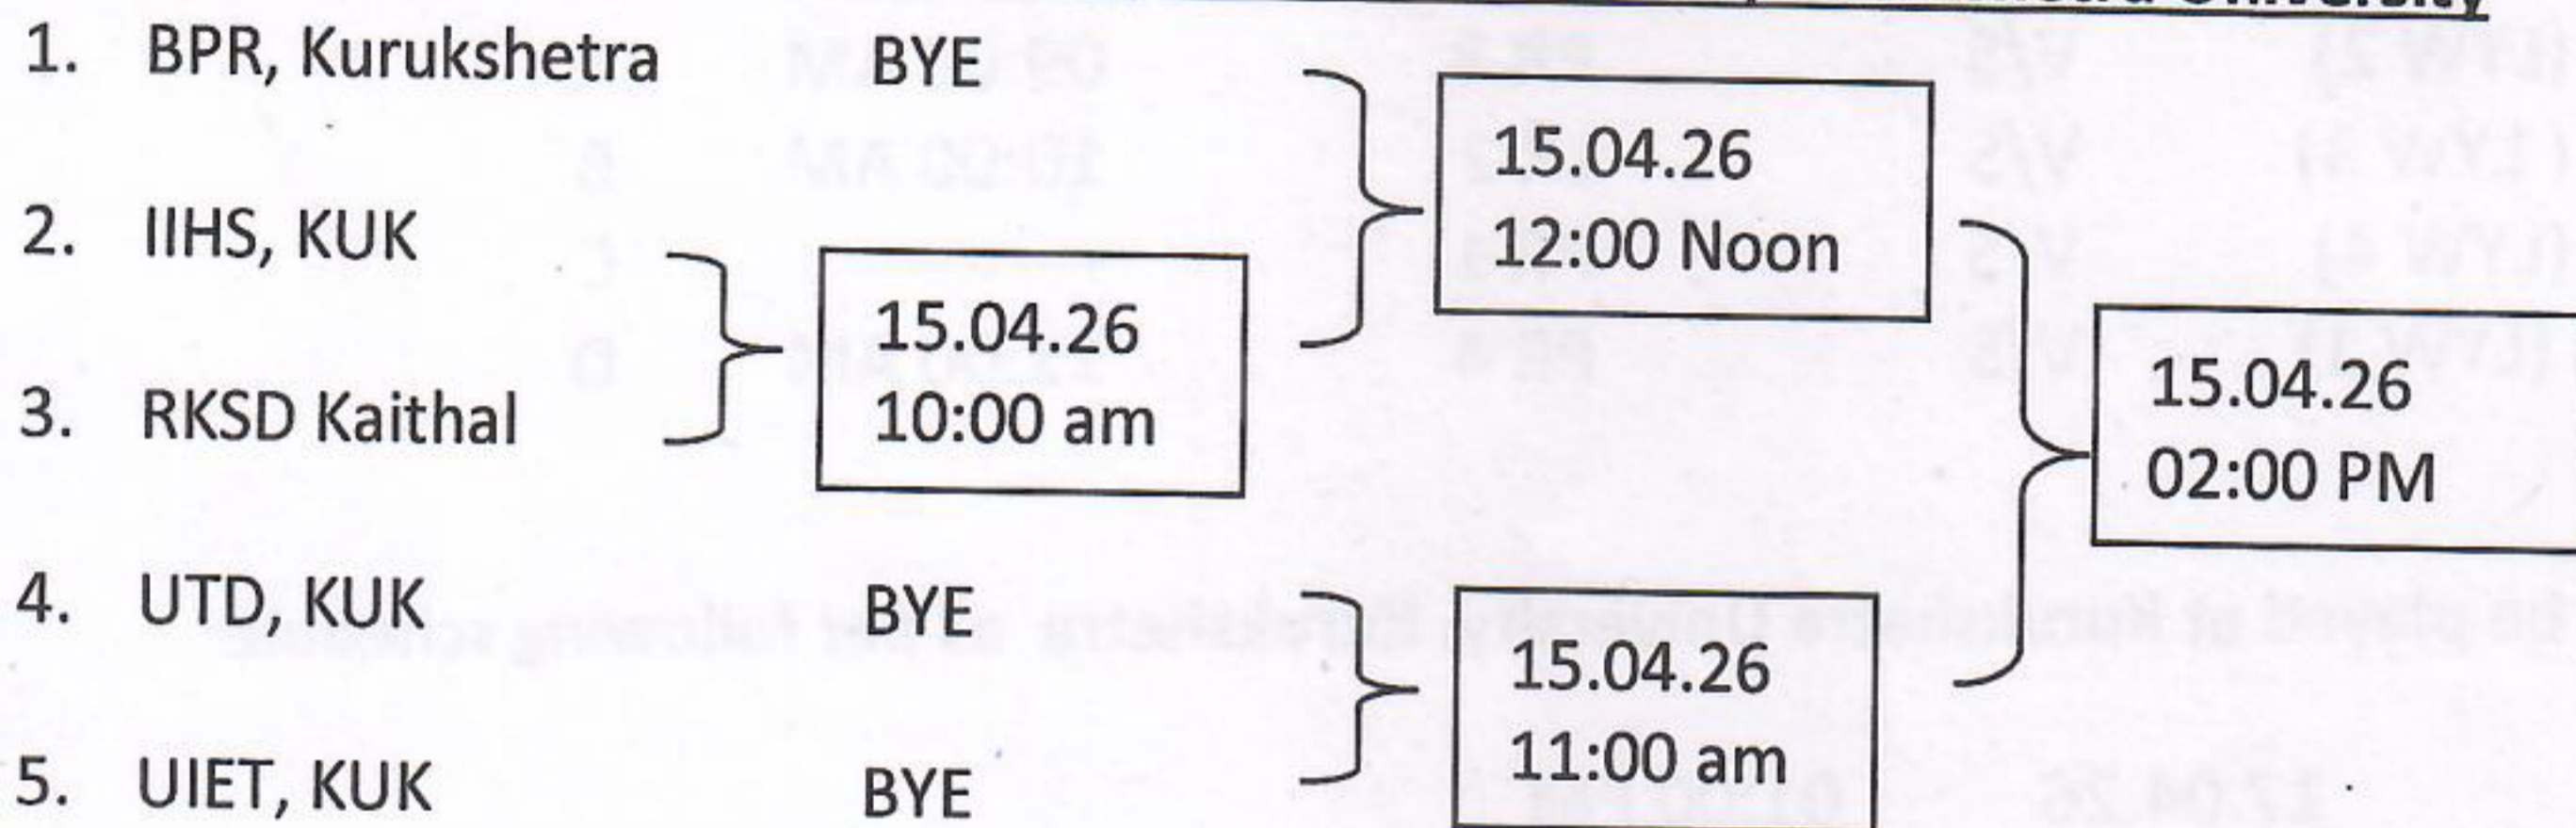 University
1. BPR, Kurukshetra BYE
15.04.26
12:00 Noon
2. IIHS, KUK
15.04.26
10:00 am
3. RKSD Kaithal
15.04.26
02:00 PM
4. UTD, KUK BYE
15.04.26
11:00 am
5. UIET, KUK BYE